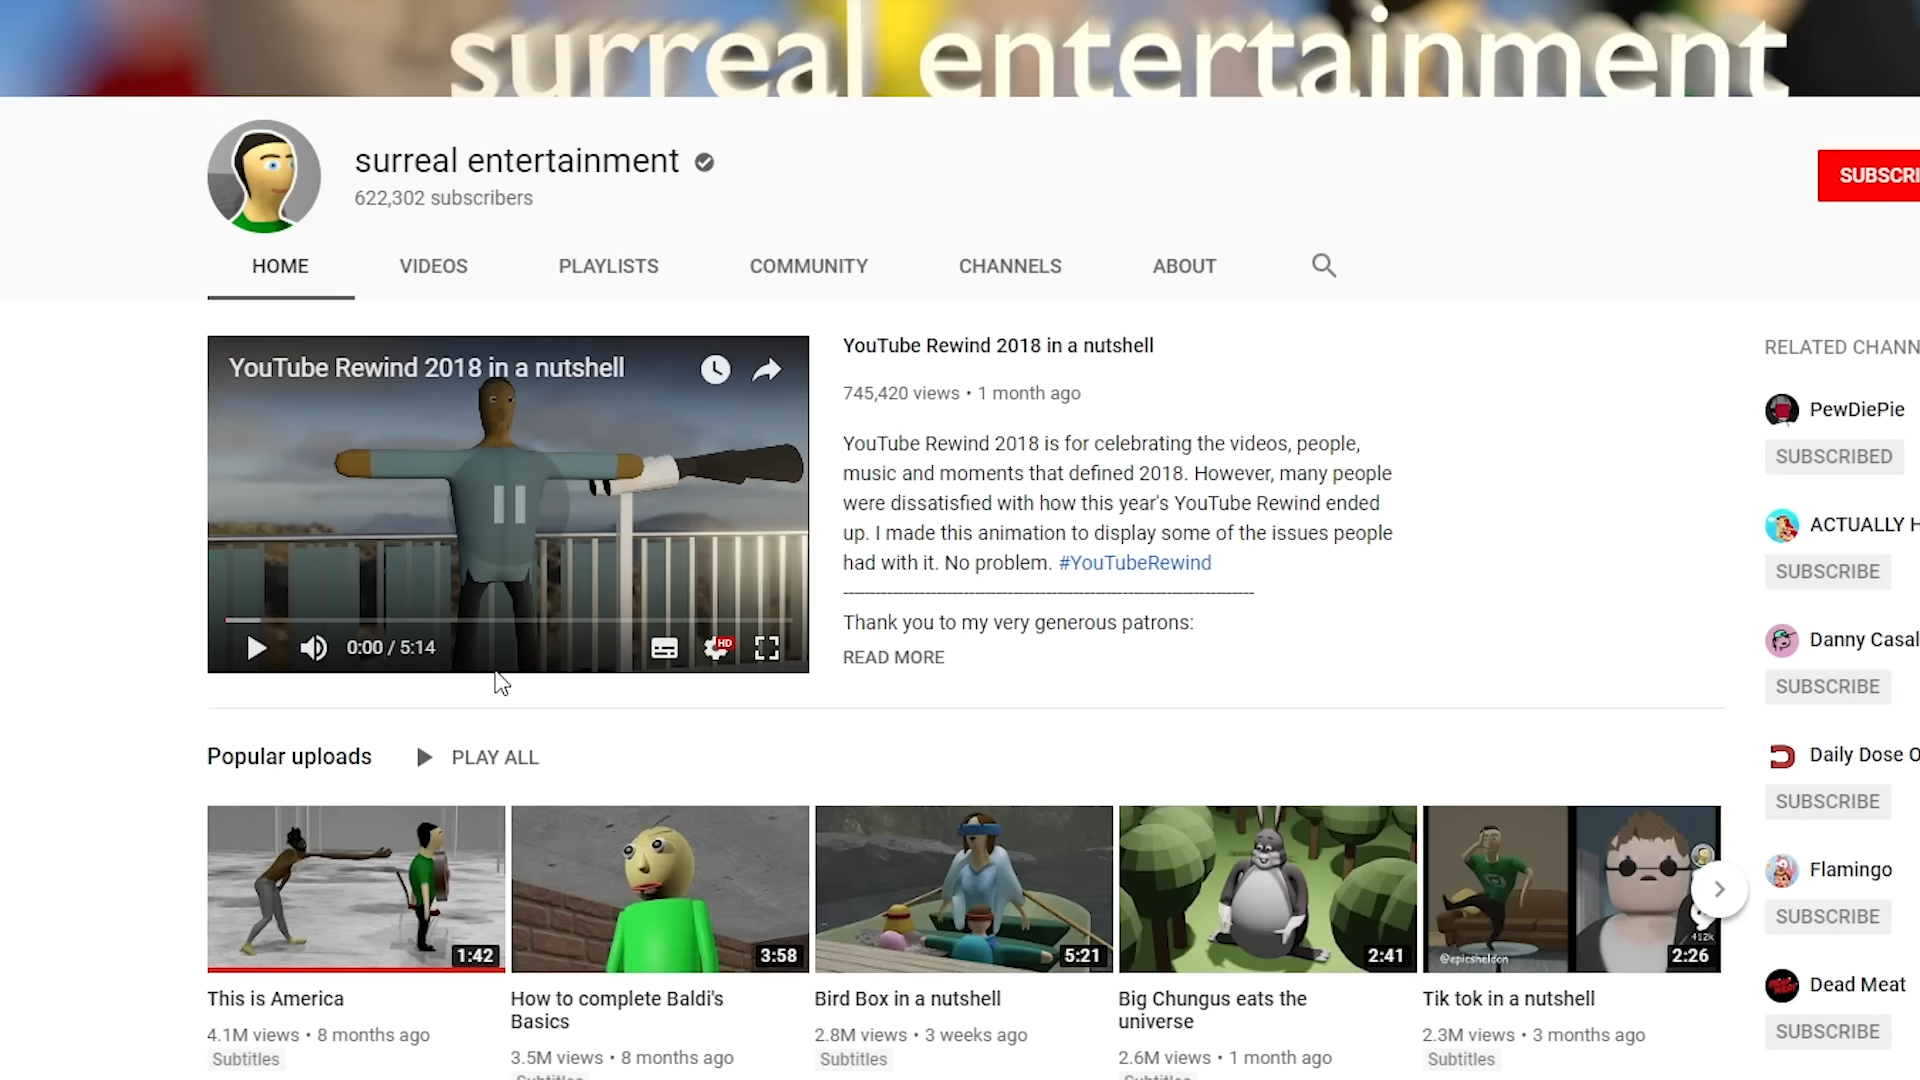 surreal entertainment
surreal entertainment
622,302 subscribers
SUBSCRI
HOME
VIDEOS
PLAYLISTS
COMMUNITY
CHANNELS
ABOUT
YouTube Rewind 2018 in a nutshell
0:00 / 5:14
HD
YouTube Rewind 2018 in a nutshell
745,420 views • 1 month ago
YouTube Rewind 2018 is for celebrating the videos, people,
music and moments that defined 2018. However, many people
were dissatisfied with how this year's YouTube Rewind ended
up. I made this animation to display some of the issues people
had with it. No problem. #YouTubeRewind
Thank you to my very generous patrons:
READ MORE
RELATED CHANN
PewDiePie
SUBSCRIBED
ACTUALLY H
SUBSCRIBE
Danny Casal
SUBSCRIBE
Daily Dose O
SUBSCRIBE
Flamingo
SUBSCRIBE
Dead Meat
SUBSCRIBE
Popular uploads
PLAY ALL
1:42
This is America
4.1M views • 8 months ago
Subtitles
3:58
How to complete Baldi's
Basics
3.5M views • 8 months ago
Subtitles
5:21
Bird Box in a nutshell
2.8M views • 3 weeks ago
Subtitles
2:41
Big Chungus eats the
universe
2.6M views • 1 month ago
Subtitles
@epicsheldon
412k
2:26
Tik tok in a nutshell
2.3M views • 3 months ago
Subtitles